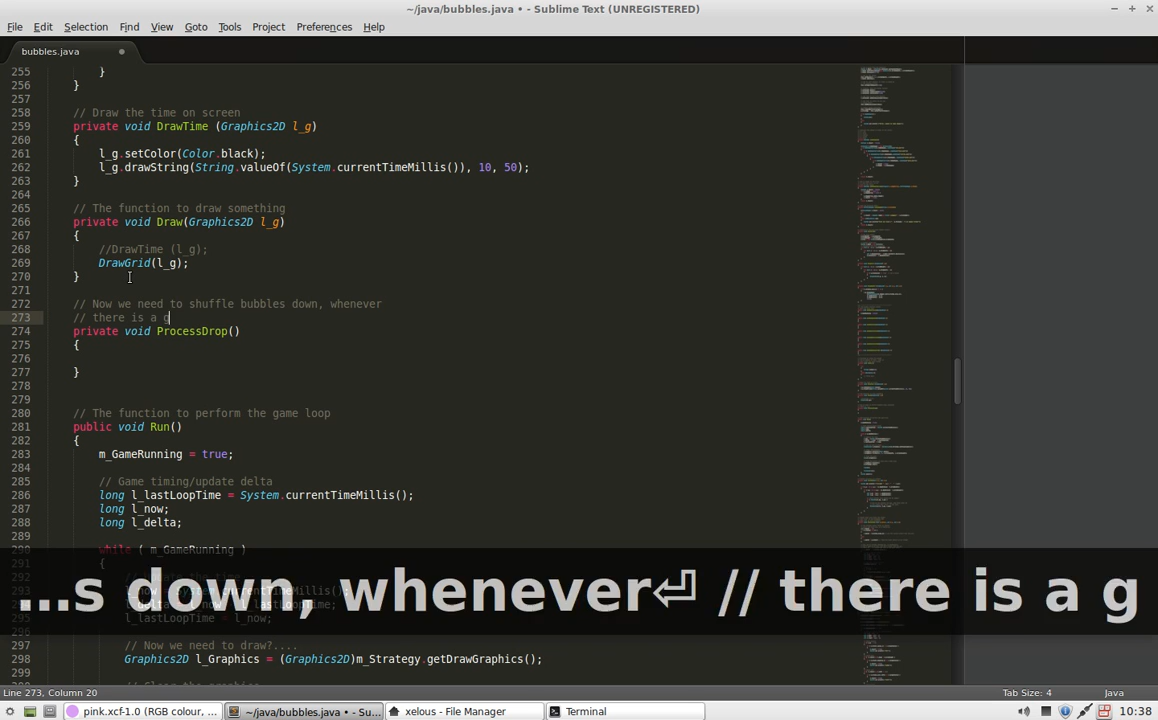 ~/java/bubbles.java • - Sublime Text (UNREGISTERED)
File Edit Selection Find View Goto Tools Project Preferences Help
bubbles.java
255 }
256 }
257
258 // Draw the time on screen
259 private void DrawTime (Graphics2D l_g)
260 {
261 l_g.setColor(Color.black);
262 l_g.drawString(String.valueOf(System.currentTimeMillis()), 10, 50);
263 }
264
265 // The function to draw something
266 private void Draw(Graphics2D l_g)
267 {
268 //DrawTime (l_g);
269 DrawGrid(l_g);
270 }
271
272 // Now we need to shuffle bubbles down, whenever
273 // there is a g
274 private void ProcessDrop()
275 {
276
277 }
278
279
280 // The function to perform the game loop
281 public void Run()
282 {
283 m_GameRunning = true;
284
285 // Game timing/update delta
286 long l_lastLoopTime = System.currentTimeMillis();
287 long l_now;
288 long l_delta;
289
290 while ( m_GameRunning )
291 {
...s down, whenever⏎ // there is a g
297 // Now we need to draw?....
298 Graphics2D l_Graphics = (Graphics2D)m_Strategy.getDrawGraphics();
299
Line 273, Column 20 Tab Size: 4 Java
pink.xcf-1.0 (RGB colour, ... ~/java/bubbles.java • - Su... xelous - File Manager Terminal 10:38